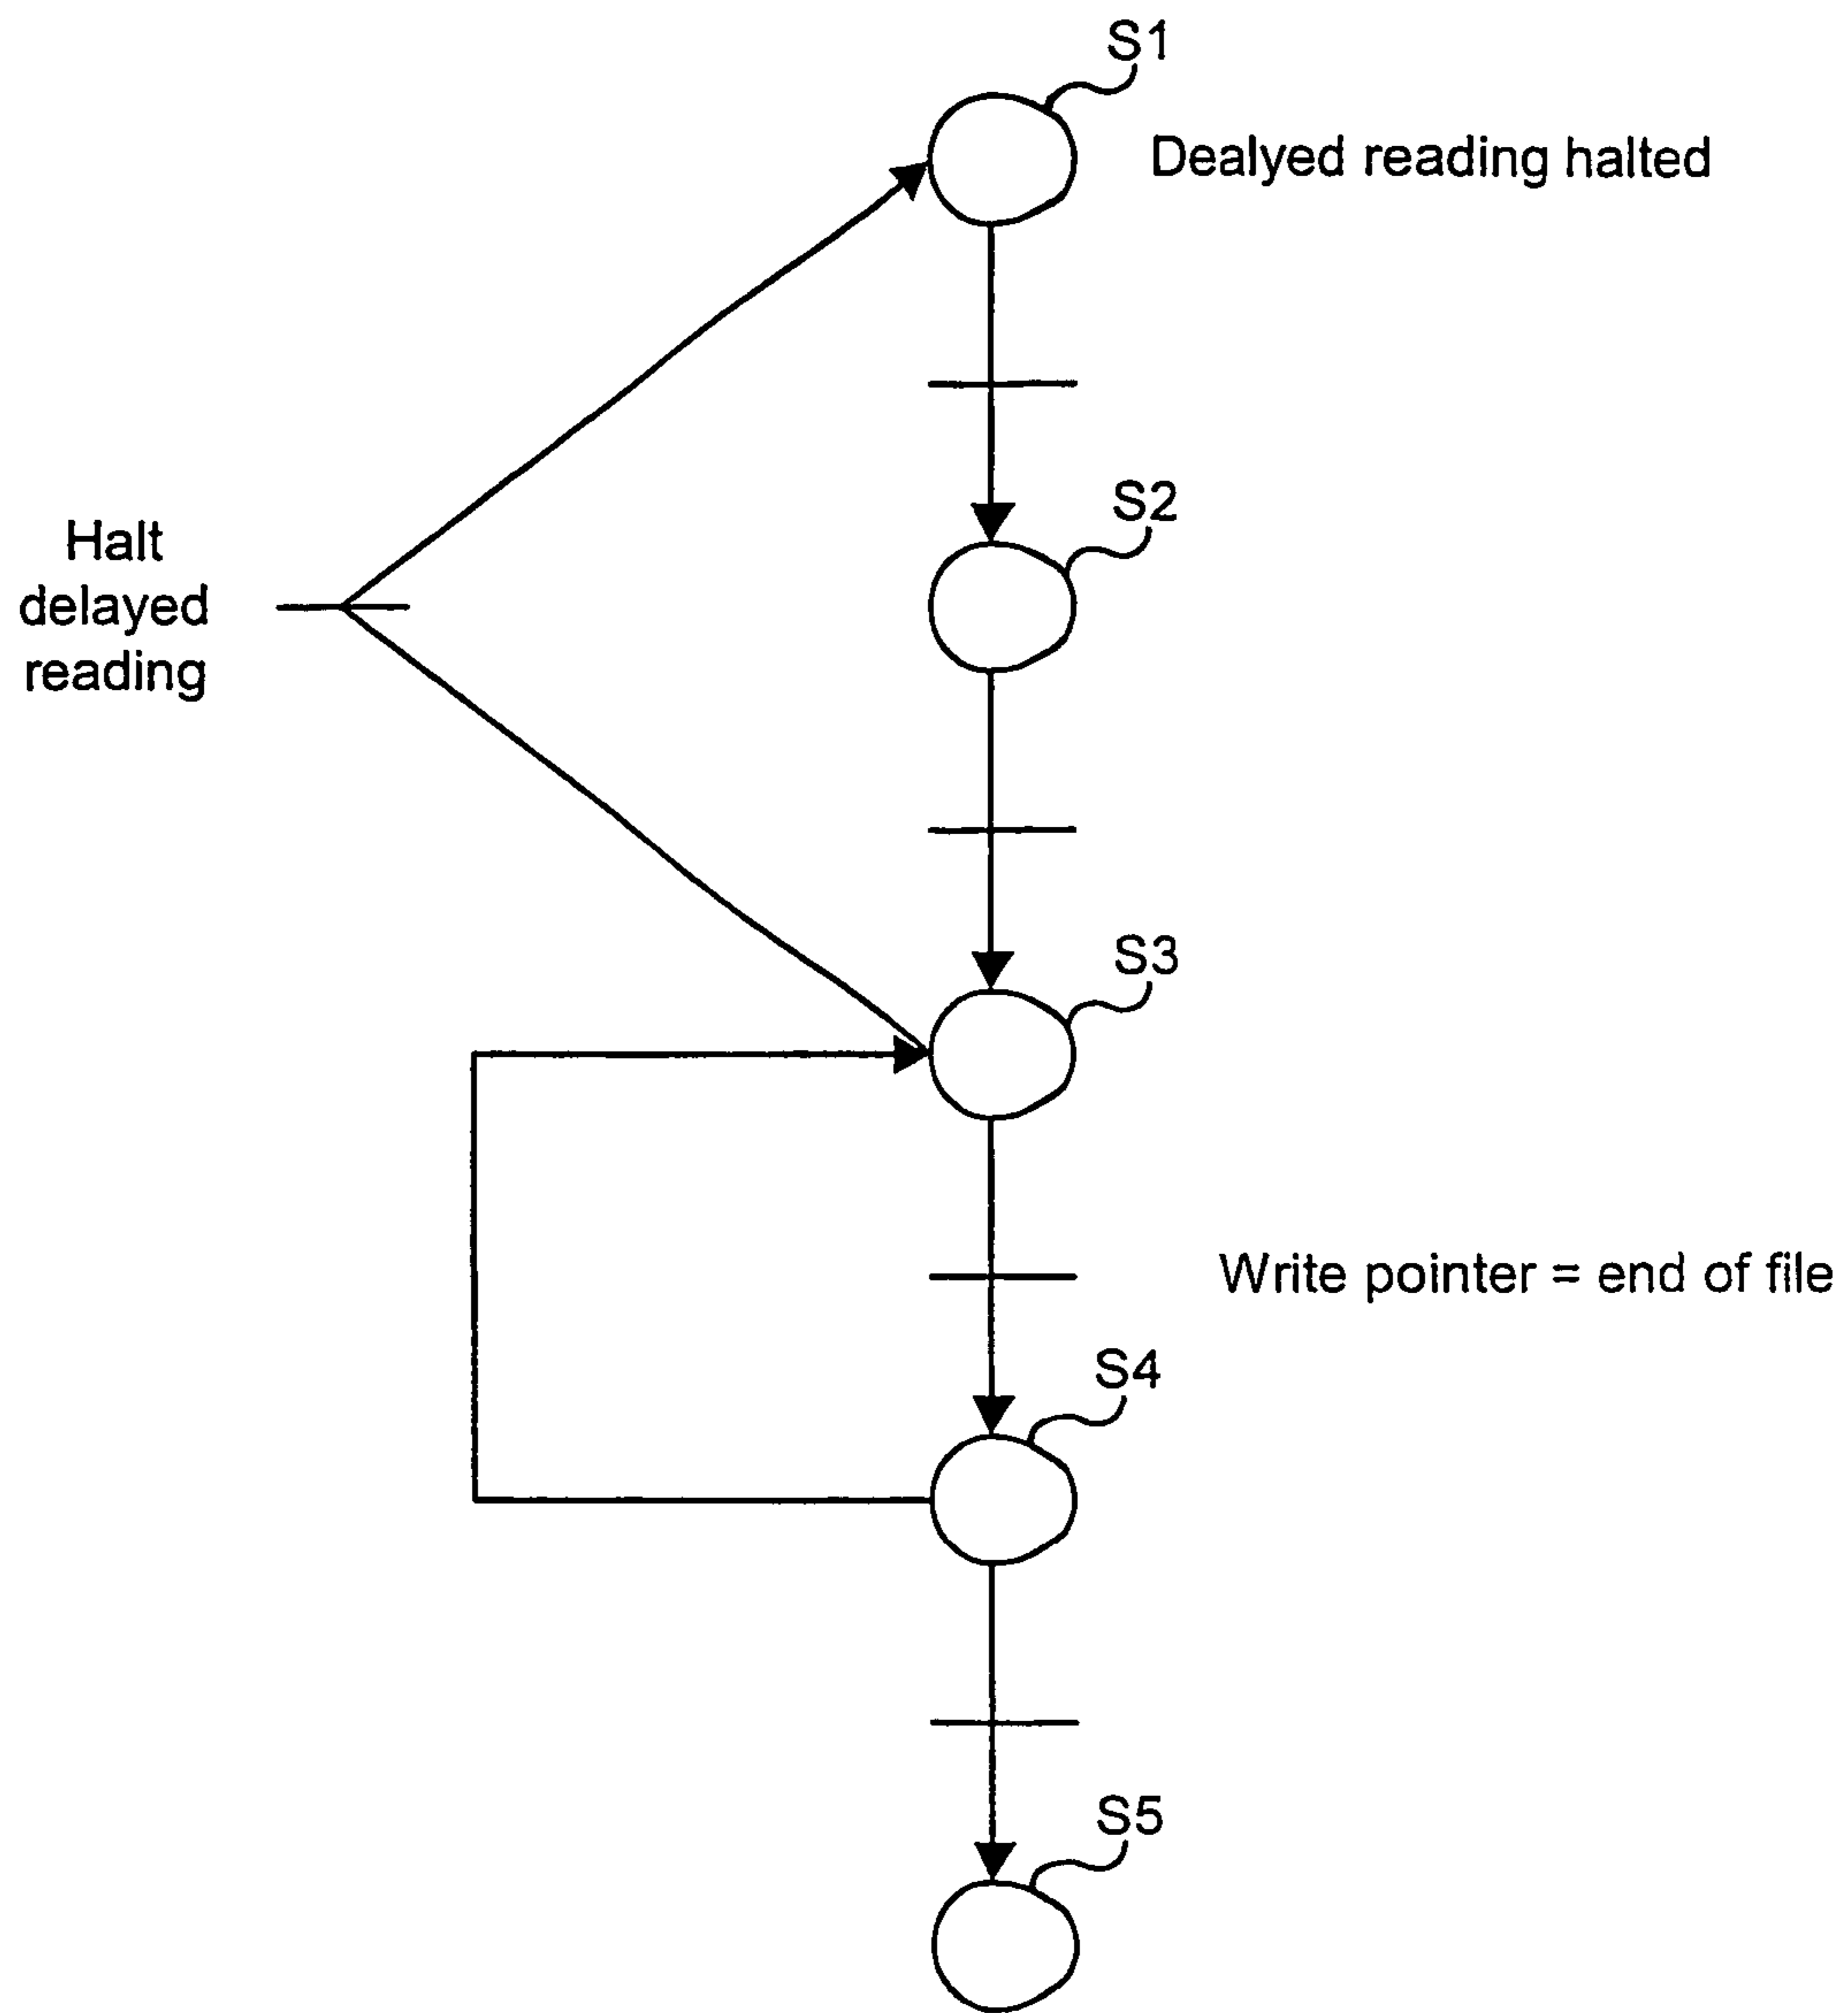 S1
Dealyed reading halted
S2
Halt
delayed
reading
S3
Write pointer = end of file
S4
S5